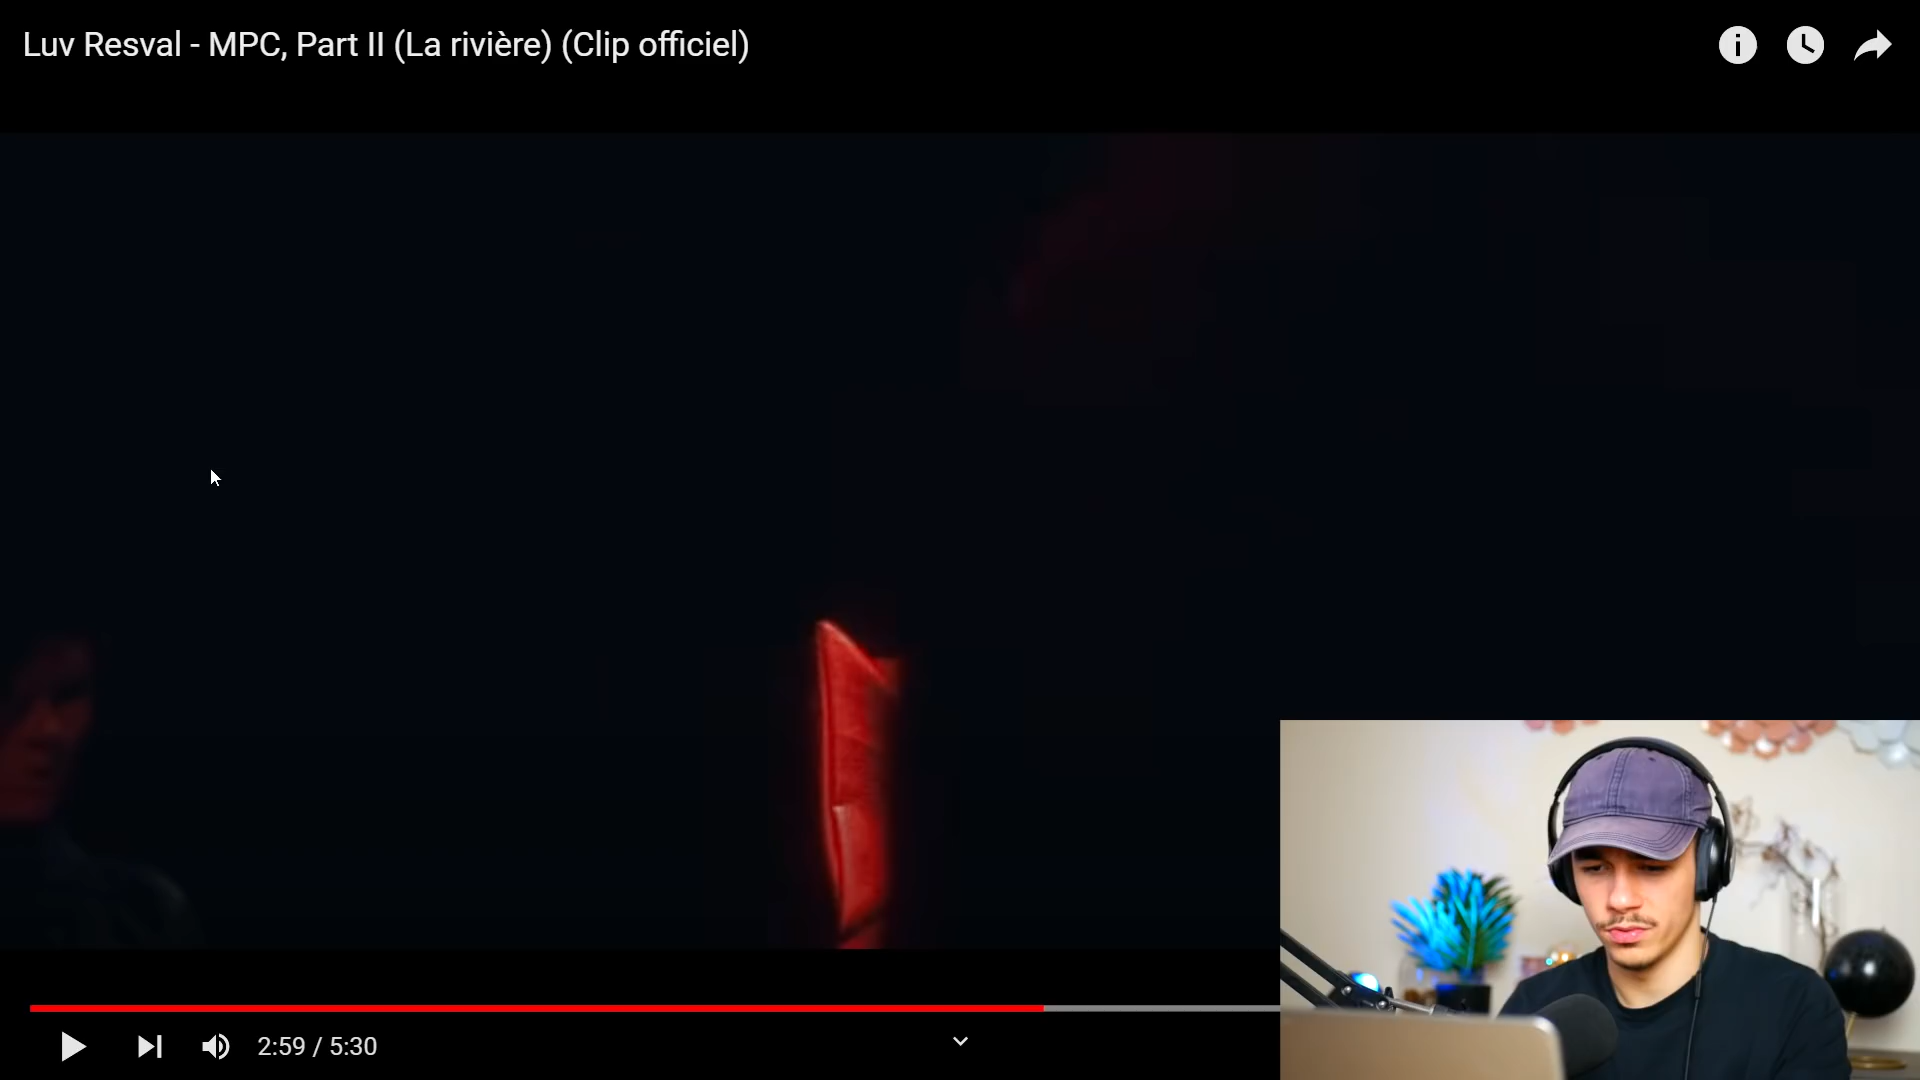 Luv Resval - MPC, Part II (La rivière) (Clip officiel)
2:59 / 5:30